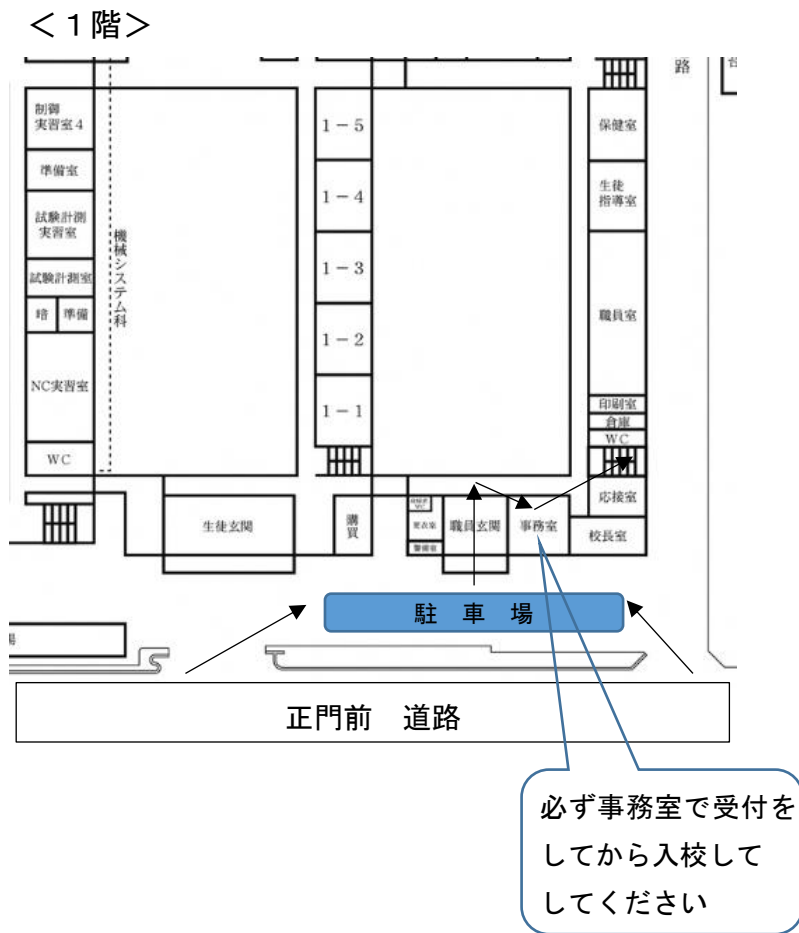 ＜１階＞
路
制御
実習室４
準備室
試験計測
実習室
試験計測室
暗
準備
NC実習室
WC
機械システム科
１－５
１－４
１－３
１－２
１－１
保健室
生徒
指導室
職員室
印刷室
倉庫
WC
応接室
校長室
生徒玄関
購買
更衣室
警備室
職員玄関
事務室
駐 車 場
場
正門前 道路
必ず事務室で受付を
してから入校して
してください